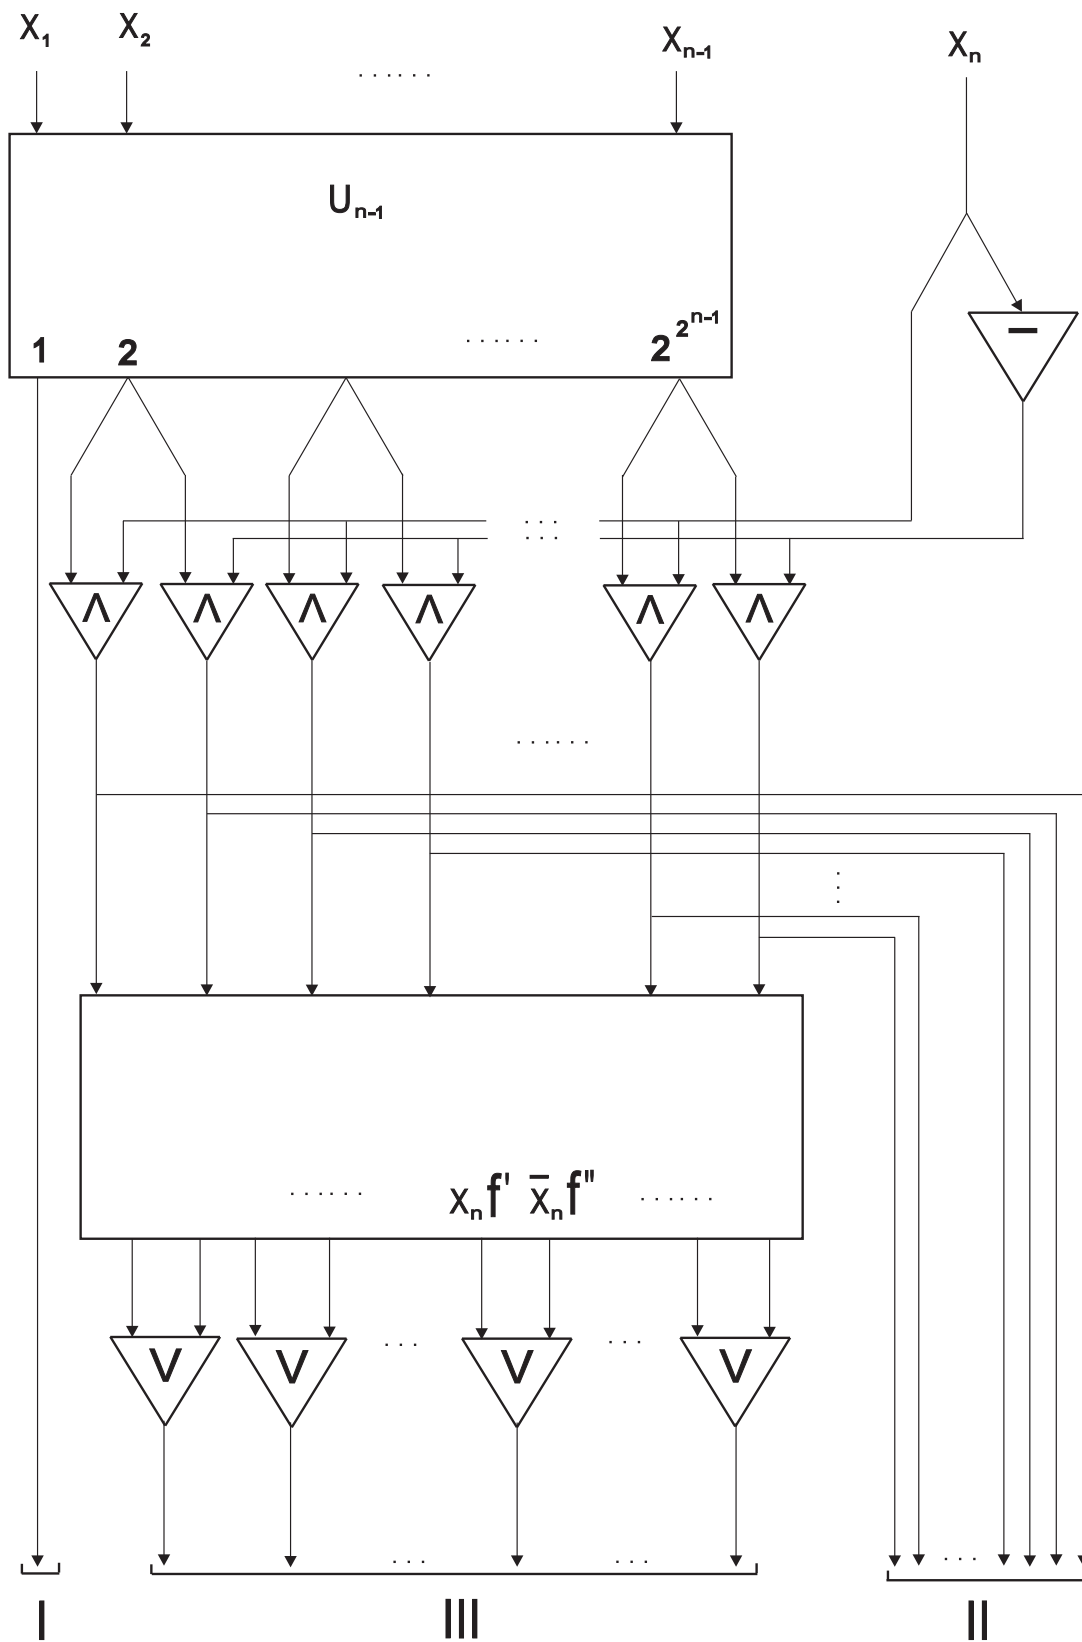 X₁ X₂ ...... Xₙ₋₁ Xₙ
Uₙ₋₁
1 2 ...... 2^2^n-1
–
... 
...
∧ ∧ ∧ ∧ ∧ ∧
......
...... xₙf' x̄ₙf'' ......
∨ ∨ ... ∨ ... ∨
... ... ...
I III II